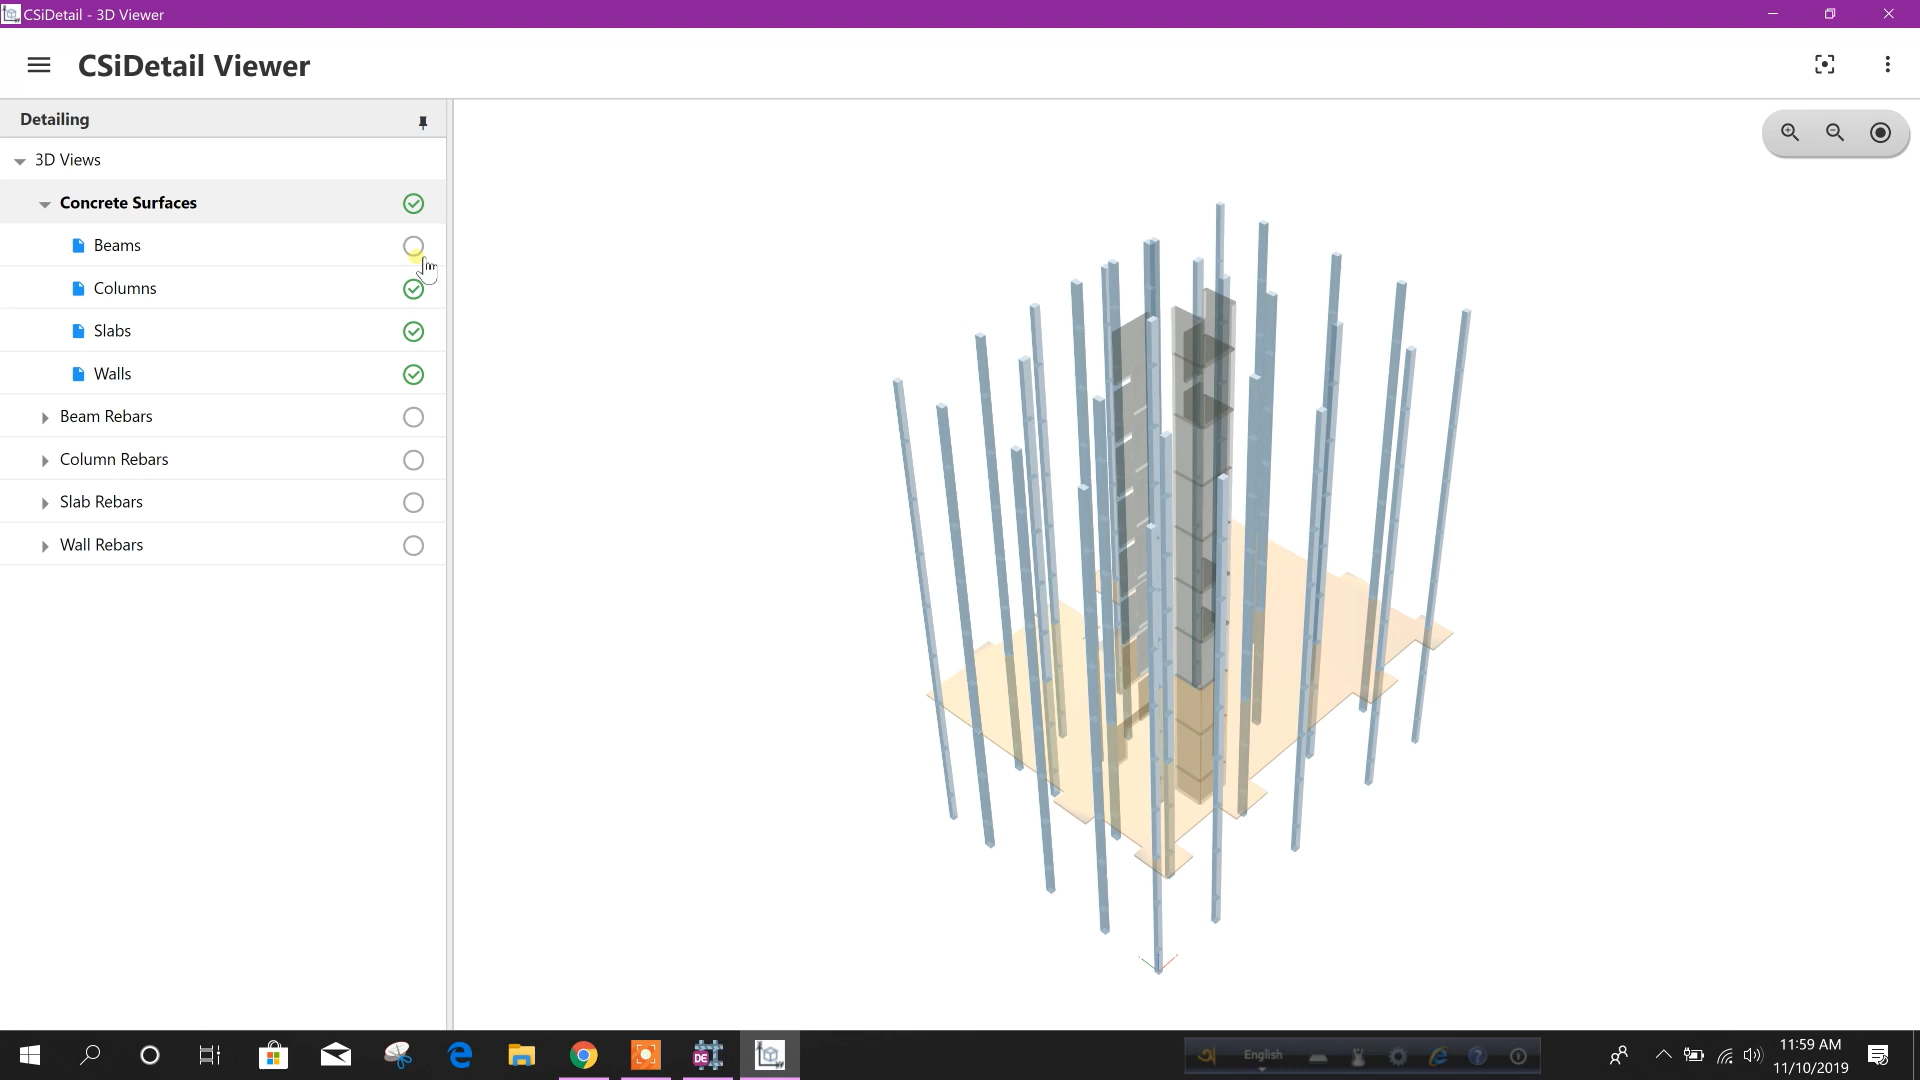 CSiDetail - 3D Viewer
CSiDetail Viewer
Detailing
3D Views
Concrete Surfaces
Beams
Columns
Slabs
Walls
Beam Rebars
Column Rebars
Slab Rebars
Wall Rebars
DE
English
11:59 AM
11/10/2019